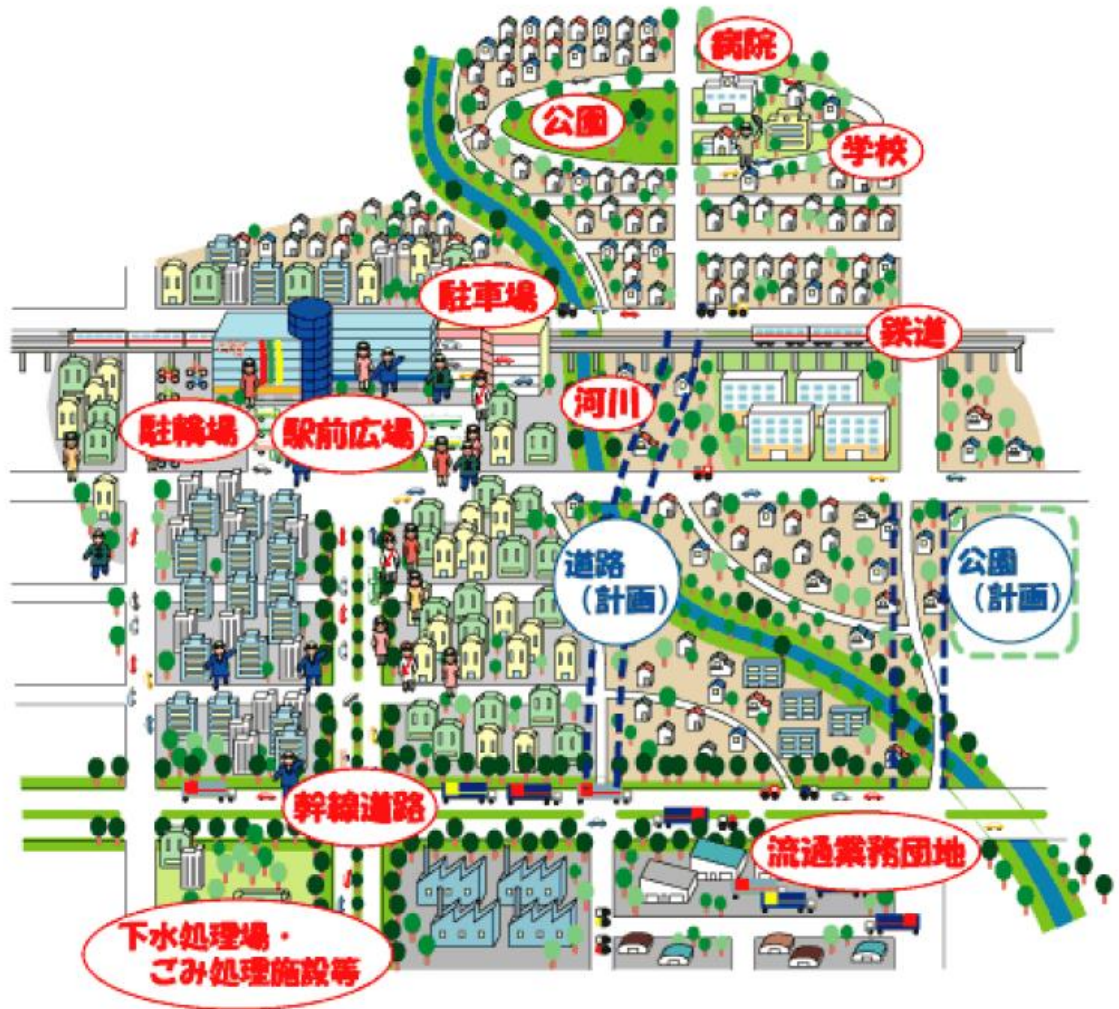 病院
公園
学校
駐車場
鉄道
河川
駐輪場
駅前広場
道路
(計画)
公園
(計画)
幹線道路
流通業務団地
下水処理場・
ごみ処理施設等